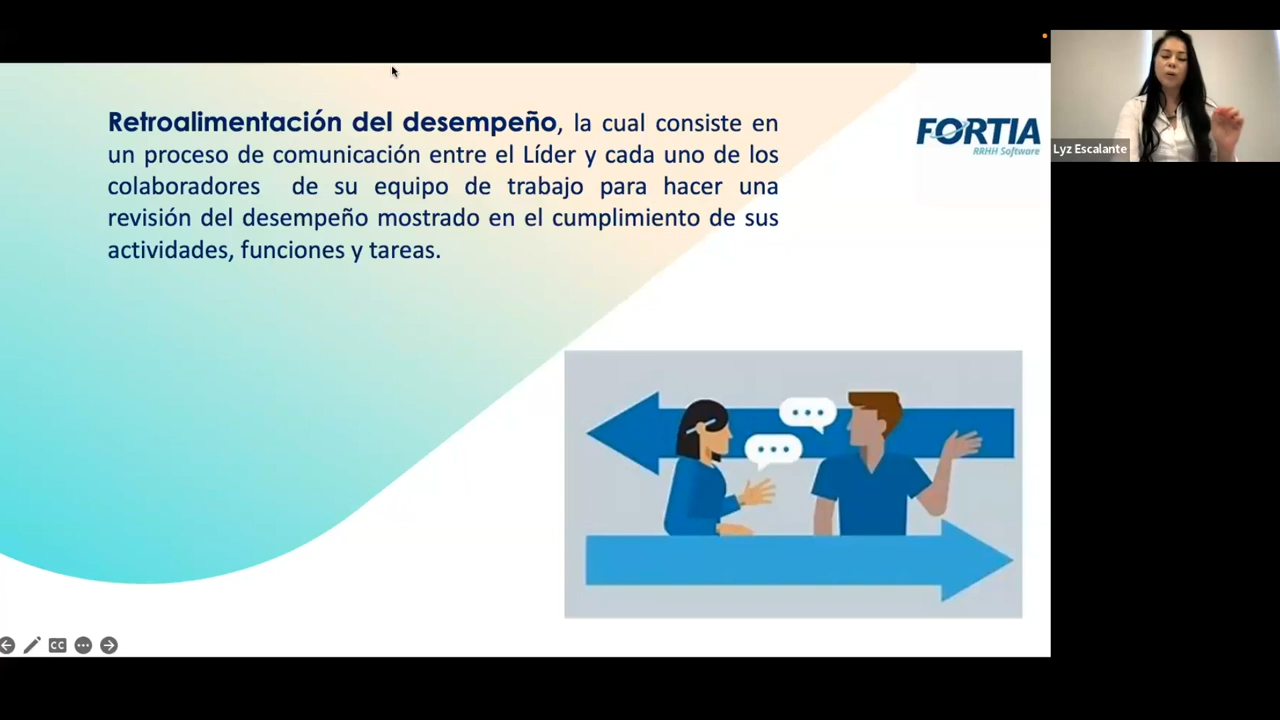 Retroalimentación del desempeño, la cual consiste en
un proceso de comunicación entre el Líder y cada uno de los
colaboradores de su equipo de trabajo para hacer una
revisión del desempeño mostrado en el cumplimiento de sus
actividades, funciones y tareas.
FORTIA
RRHH Software
Lyz Escalante
CC